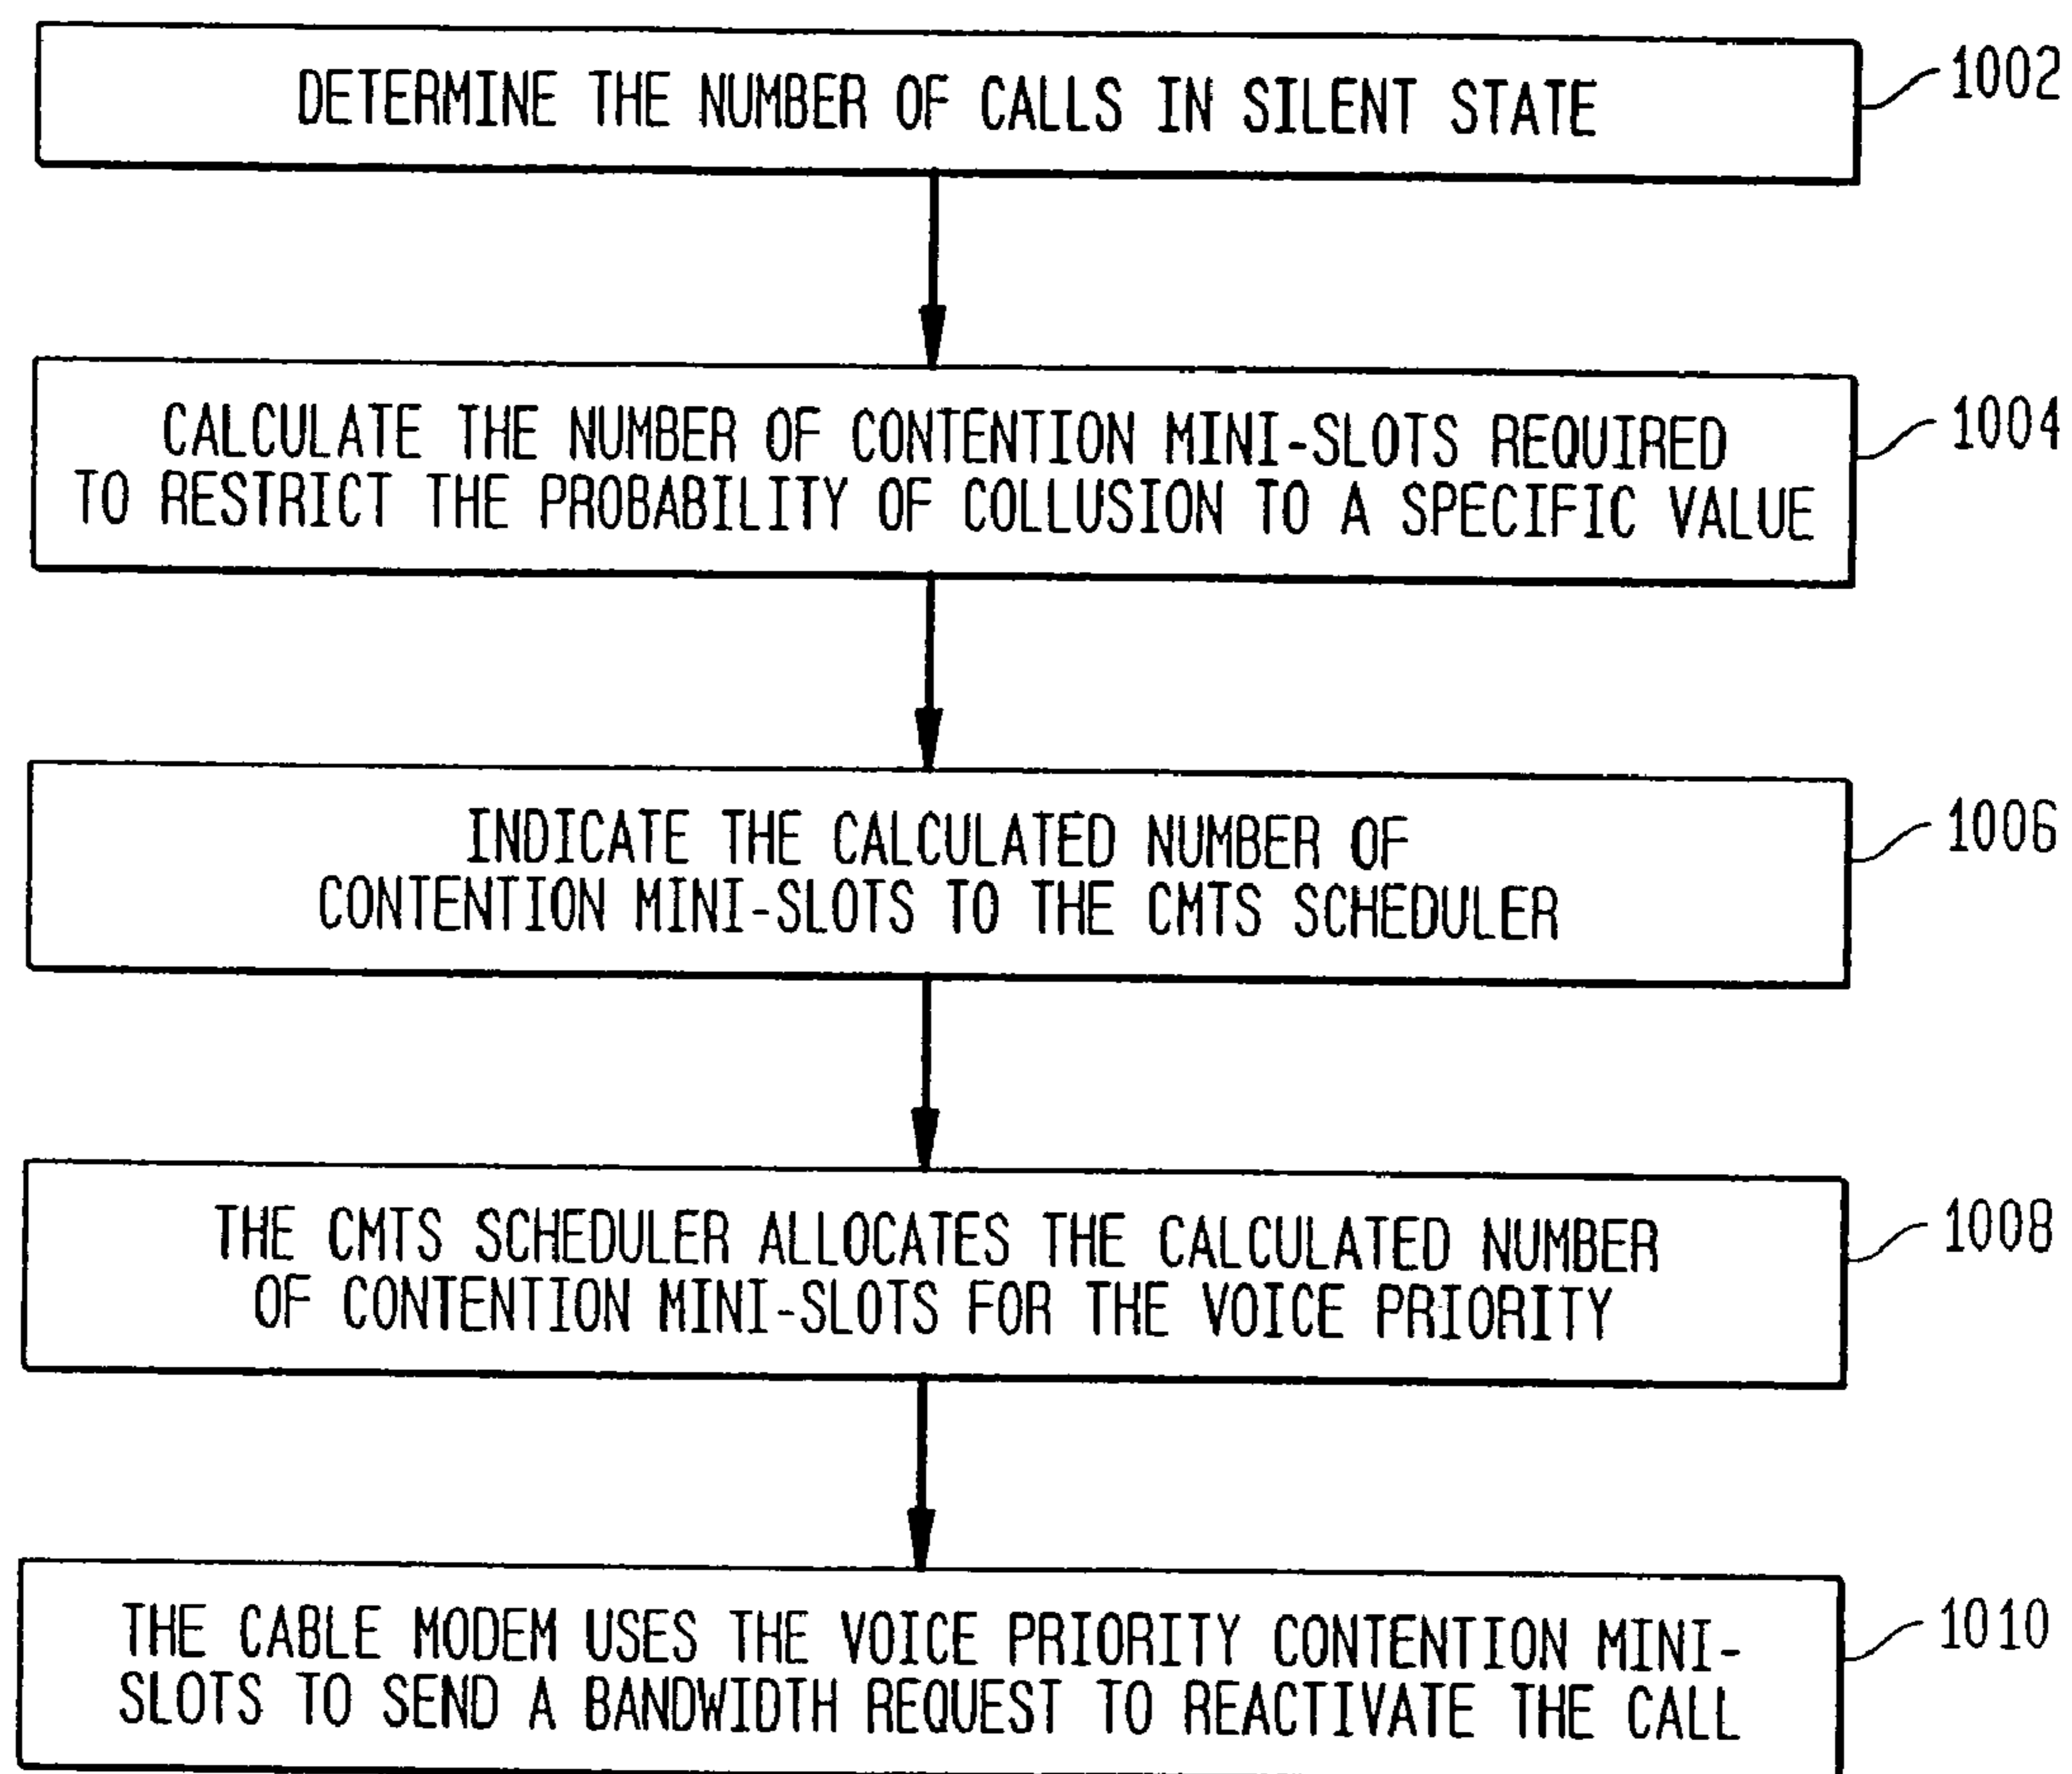 DETERMINE THE NUMBER OF CALLS IN SILENT STATE
1002
CALCULATE THE NUMBER OF CONTENTION MINI-SLOTS REQUIRED
TO RESTRICT THE PROBABILITY OF COLLUSION TO A SPECIFIC VALUE
1004
INDICATE THE CALCULATED NUMBER OF
CONTENTION MINI-SLOTS TO THE CMTS SCHEDULER
1006
THE CMTS SCHEDULER ALLOCATES THE CALCULATED NUMBER
OF CONTENTION MINI-SLOTS FOR THE VOICE PRIORITY
1008
THE CABLE MODEM USES THE VOICE PRIORITY CONTENTION MINI-
SLOTS TO SEND A BANDWIDTH REQUEST TO REACTIVATE THE CALL
1010